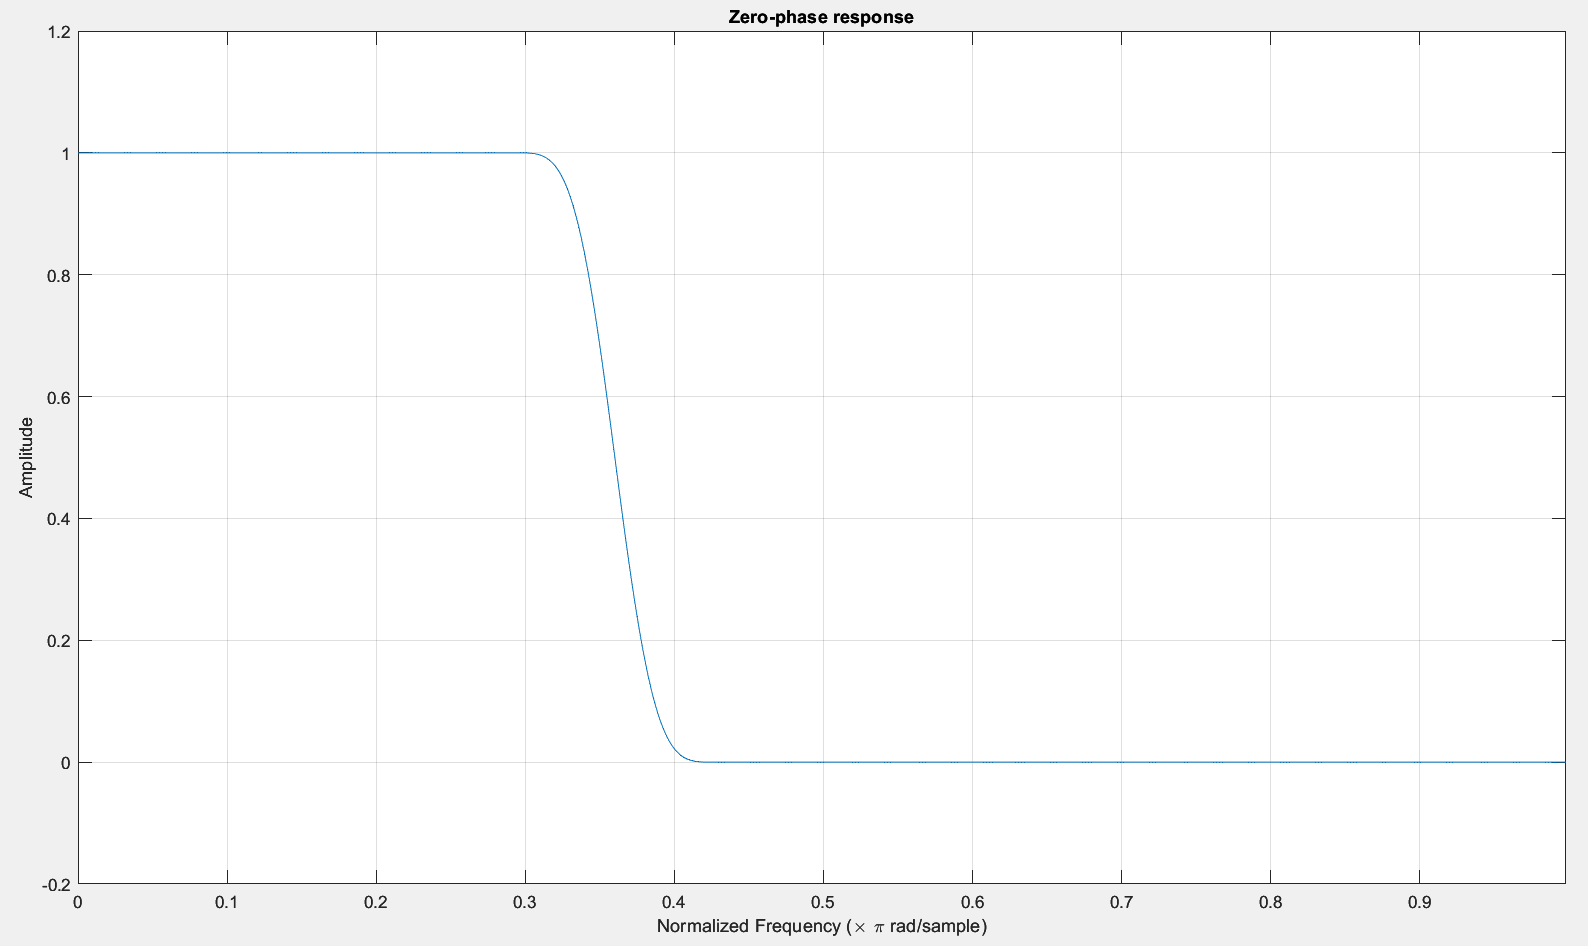 Zero-phase response
1.2
1
0.8
0.6
0.4
0.2
0
-0.2
Amplitude
0 0.1 0.2 0.3 0.4 0.5 0.6 0.7 0.8 0.9
Normalized Frequency (× π rad/sample)